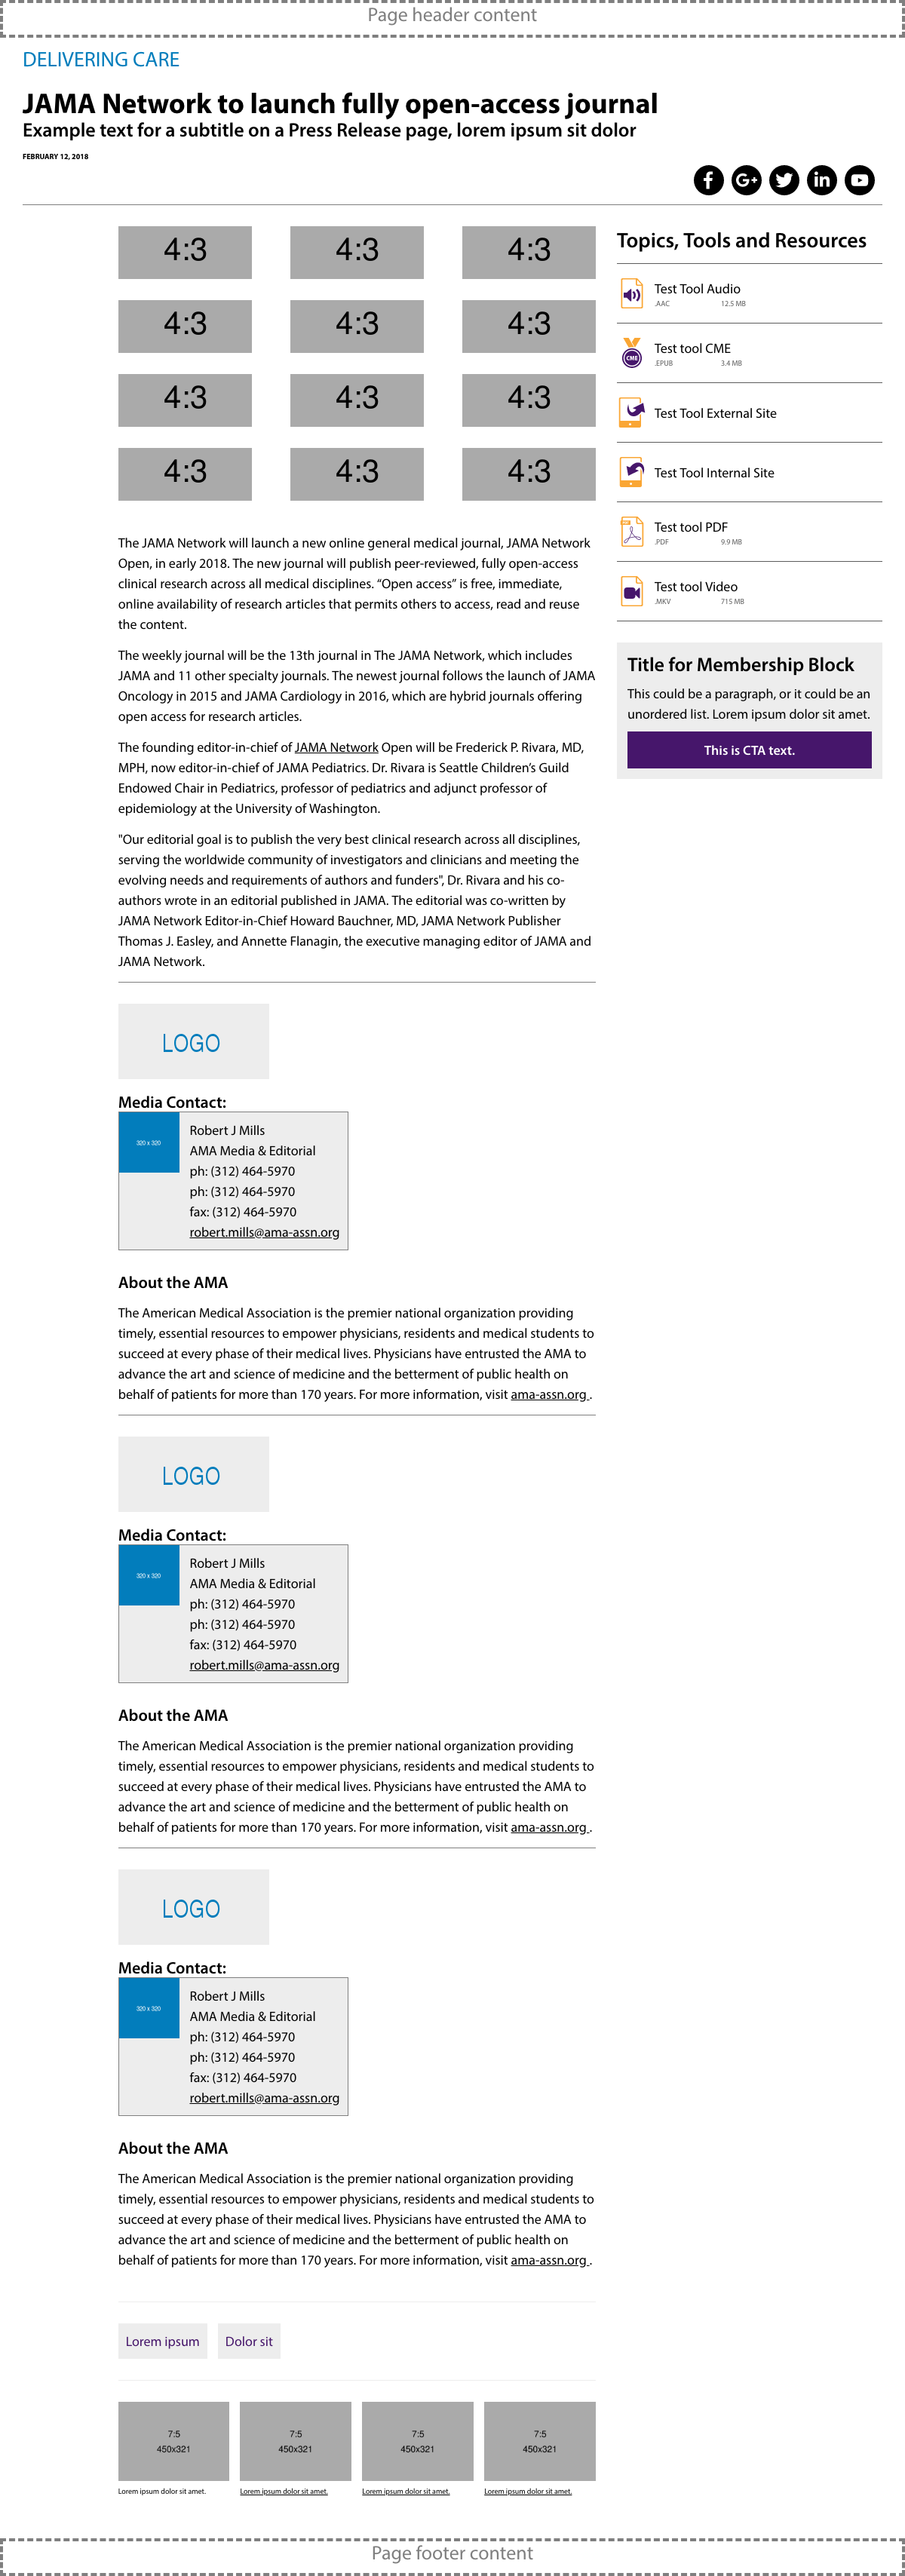 Page header content
DELIVERING CARE
JAMA Network to launch fully open-access journal
Example text for a subtitle on a Press Release page, lorem ipsum sit dolor
FEBRUARY 12, 2018
4:3 4:3 4:3
4:3 4:3 4:3
4:3 4:3 4:3
4:3 4:3 4:3
The JAMA Network will launch a new online general medical journal, JAMA Network
Open, in early 2018. The new journal will publish peer-reviewed, fully open-access
clinical research across all medical disciplines. “Open access” is free, immediate,
online availability of research articles that permits others to access, read and reuse
the content.
The weekly journal will be the 13th journal in The JAMA Network, which includes
JAMA and 11 other specialty journals. The newest journal follows the launch of JAMA
Oncology in 2015 and JAMA Cardiology in 2016, which are hybrid journals offering
open access for research articles.
The founding editor-in-chief of JAMA Network Open will be Frederick P. Rivara, MD,
MPH, now editor-in-chief of JAMA Pediatrics. Dr. Rivara is Seattle Children’s Guild
Endowed Chair in Pediatrics, professor of pediatrics and adjunct professor of
epidemiology at the University of Washington.
"Our editorial goal is to publish the very best clinical research across all disciplines,
serving the worldwide community of investigators and clinicians and meeting the
evolving needs and requirements of authors and funders", Dr. Rivara and his co-
authors wrote in an editorial published in JAMA. The editorial was co-written by
JAMA Network Editor-in-Chief Howard Bauchner, MD, JAMA Network Publisher
Thomas J. Easley, and Annette Flanagin, the executive managing editor of JAMA and
JAMA Network.
LOGO
Media Contact:
320 x 320
Robert J Mills
AMA Media & Editorial
ph: (312) 464-5970
ph: (312) 464-5970
fax: (312) 464-5970
robert.mills@ama-assn.org
About the AMA
The American Medical Association is the premier national organization providing
timely, essential resources to empower physicians, residents and medical students to
succeed at every phase of their medical lives. Physicians have entrusted the AMA to
advance the art and science of medicine and the betterment of public health on
behalf of patients for more than 170 years. For more information, visit ama-assn.org .
LOGO
Media Contact:
320 x 320
Robert J Mills
AMA Media & Editorial
ph: (312) 464-5970
ph: (312) 464-5970
fax: (312) 464-5970
robert.mills@ama-assn.org
About the AMA
The American Medical Association is the premier national organization providing
timely, essential resources to empower physicians, residents and medical students to
succeed at every phase of their medical lives. Physicians have entrusted the AMA to
advance the art and science of medicine and the betterment of public health on
behalf of patients for more than 170 years. For more information, visit ama-assn.org .
LOGO
Media Contact:
320 x 320
Robert J Mills
AMA Media & Editorial
ph: (312) 464-5970
ph: (312) 464-5970
fax: (312) 464-5970
robert.mills@ama-assn.org
About the AMA
The American Medical Association is the premier national organization providing
timely, essential resources to empower physicians, residents and medical students to
succeed at every phase of their medical lives. Physicians have entrusted the AMA to
advance the art and science of medicine and the betterment of public health on
behalf of patients for more than 170 years. For more information, visit ama-assn.org .
Lorem ipsum Dolor sit
7:5 7:5 7:5 7:5
450x321 450x321 450x321 450x321
Lorem ipsum dolor sit amet. Lorem ipsum dolor sit amet. Lorem ipsum dolor sit amet. Lorem ipsum dolor sit amet.
Topics, Tools and Resources
Test Tool Audio
.AAC 12.5 MB
CME
Test tool CME
.EPUB 3.4 MB
Test Tool External Site
Test Tool Internal Site
Test tool PDF
.PDF 9.9 MB
Test tool Video
.MKV 715 MB
Title for Membership Block
This could be a paragraph, or it could be an
unordered list. Lorem ipsum dolor sit amet.
This is CTA text.
Page footer content